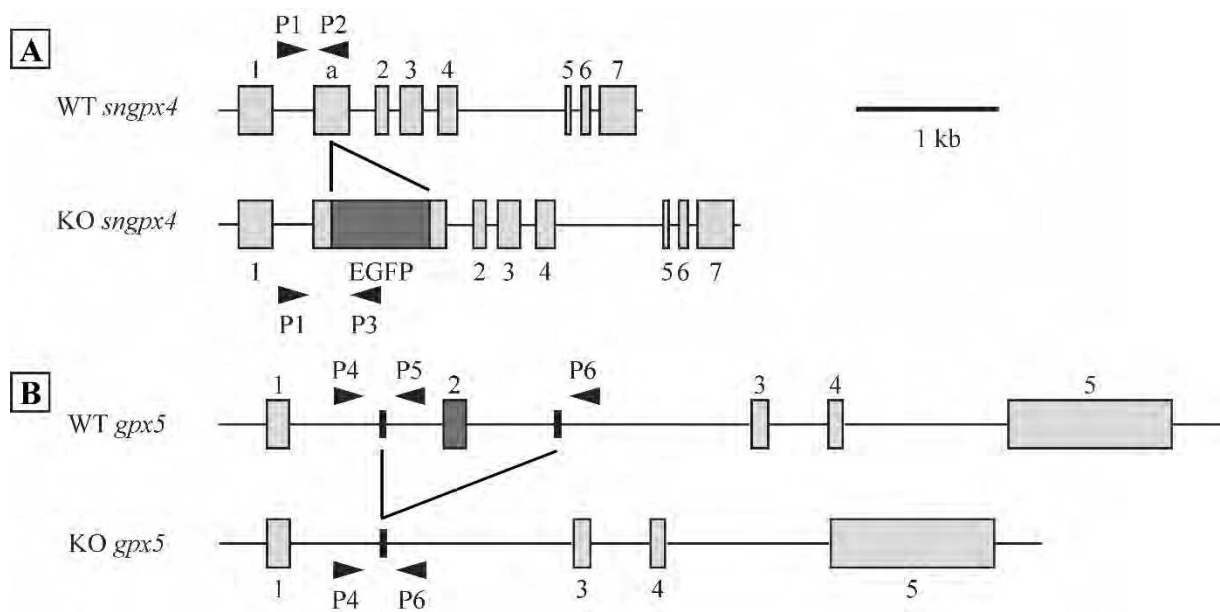 A
P1 P2
1 a 2 3 4 5 6 7
WT sngpx4
1 kb
KO sngpx4
1 EGFP 2 3 4 5 6 7
P1 P3
B
P4 P5 P6
1 2 3 4 5
WT gpx5
KO gpx5
1 3 4 5
P4 P6